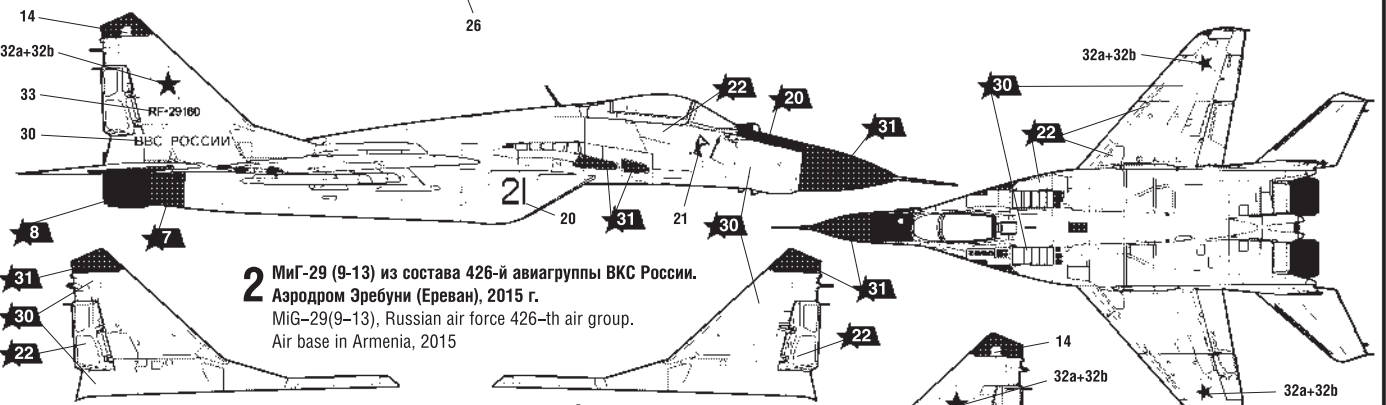 26
14
32a+32b
33
30
RF-29160
ВВС РОССИИ
22
20
31
21
20
21
31
30
8
7
32a+32b
30
22
31
30
22
2 МиГ-29 (9-13) из состава 426-й авиагруппы ВКС России.
Аэродром Эребуни (Ереван), 2015 г.
MiG–29(9–13), Russian air force 426–th air group.
Air base in Armenia, 2015
31
22
14
32a+32b
32a+32b